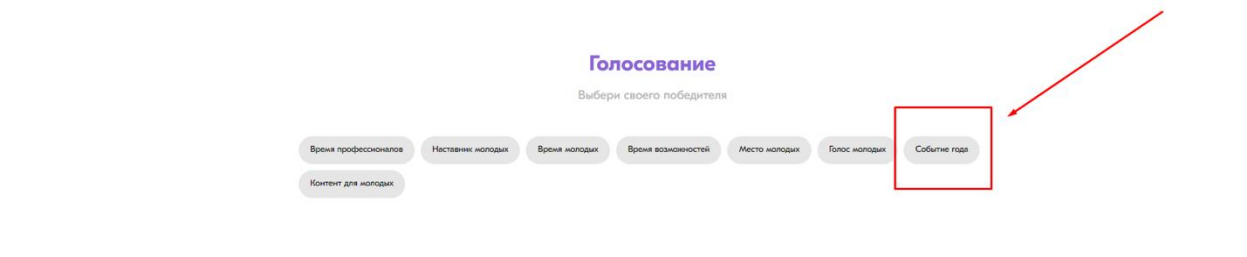 Голосование
Выбери своего победителя
Время профессионалов Наставник молодых Время молодых Время возможностей Место молодых Голос молодых Событие года
Контент для молодых